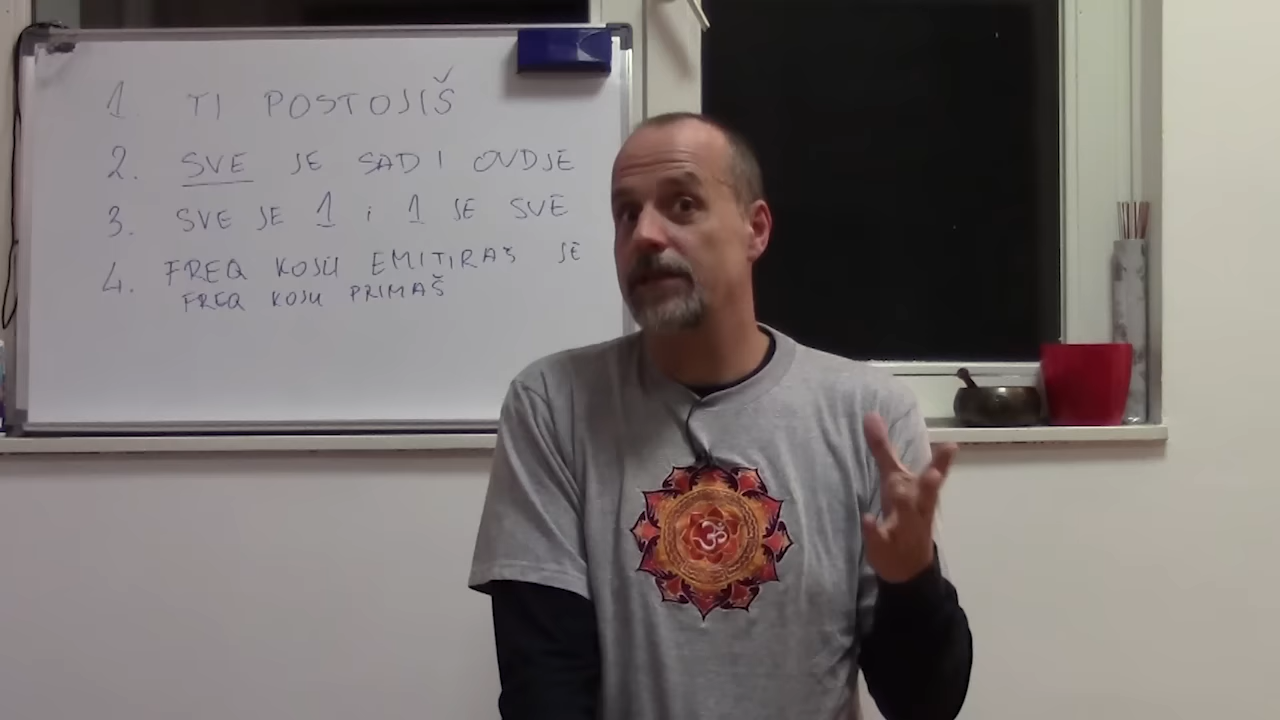 1. TI POSTOJIŠ
2. SVE JE SAD I OVDJE
3. SVE JE 1 i 1 JE SVE
4. FREQ KOJU EMITIRAŠ JE
FREQ KOJU PRIMAŠ
ॐ